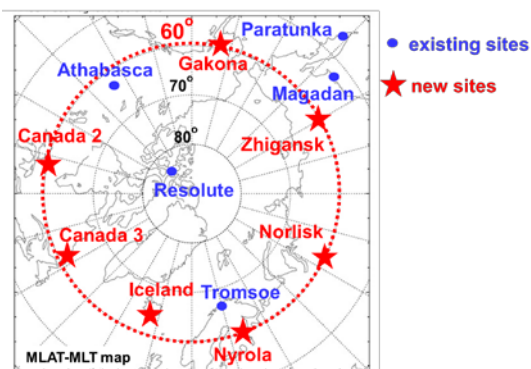 60°
Paratunka
existing sites
Gakona
Athabasca
70°
Magadan
new sites
80°
Canada 2
Zhigansk
Resolute
Canada 3
Norlisk
Iceland
Tromsoe
MLAT-MLT map
Nyrola